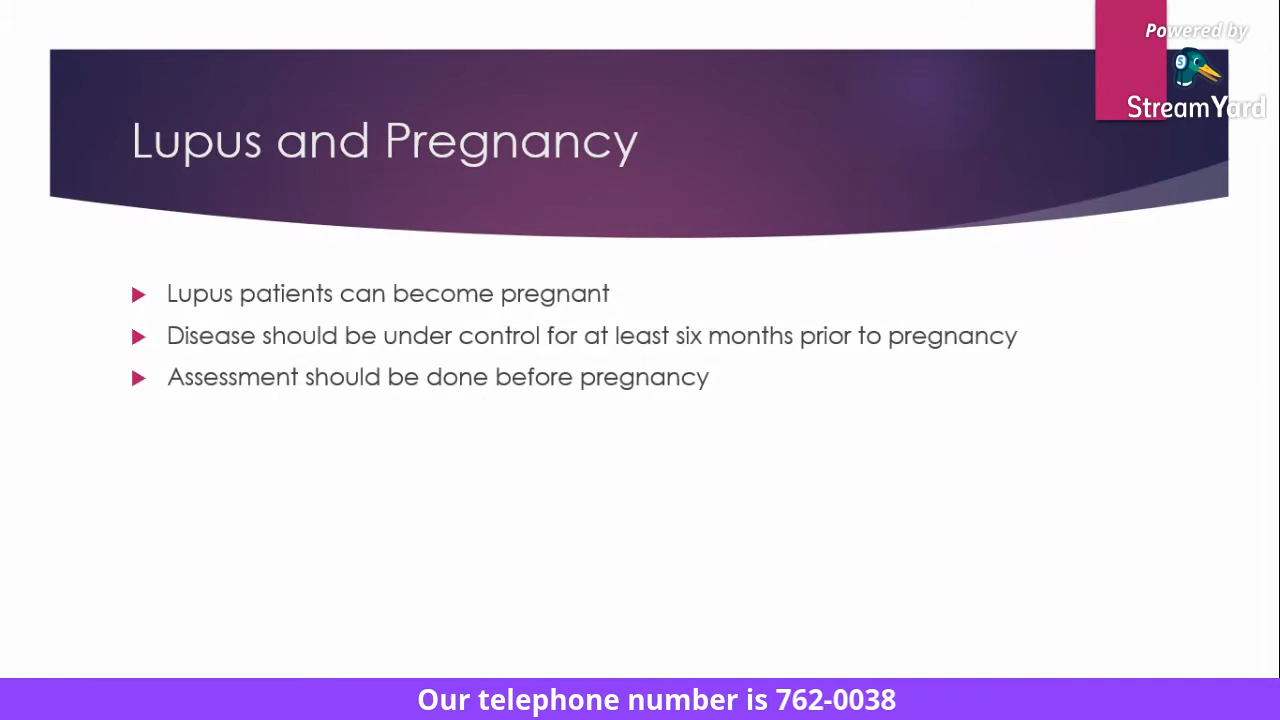 Powered by
StreamYard
Lupus and Pregnancy
Lupus patients can become pregnant
Disease should be under control for at least six months prior to pregnancy
Assessment should be done before pregnancy
Our telephone number is 762-0038